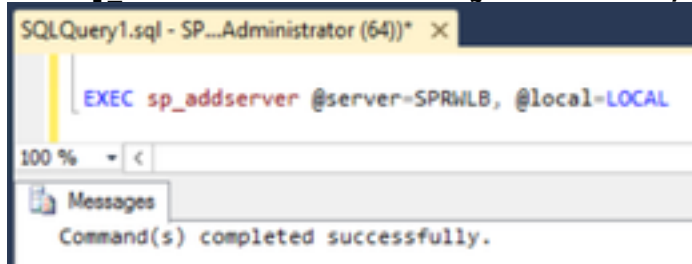 SQLQuery1.sql - SP...Administrator (64))*
EXEC sp_addserver @server=SPRWLB, @local=LOCAL
100 %
Messages
Command(s) completed successfully.